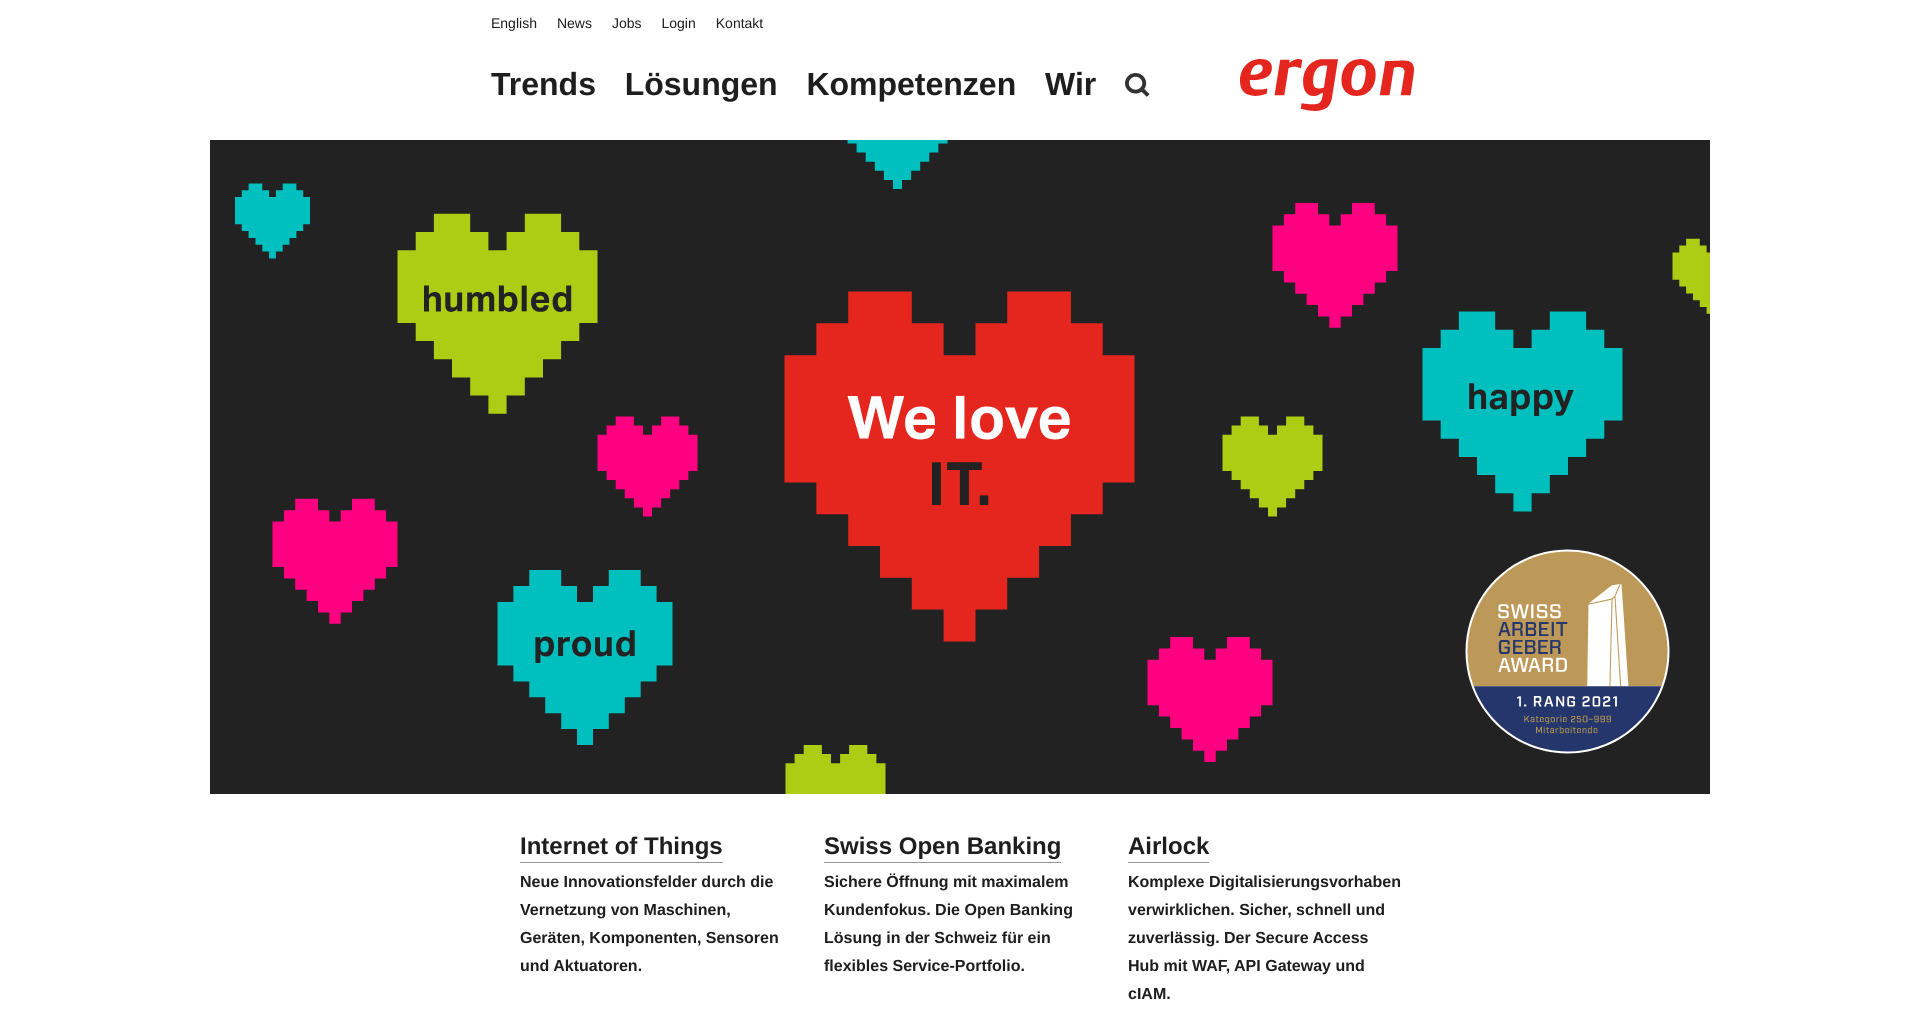 English News Jobs Login Kontakt
Trends Lösungen Kompetenzen Wir
ergon
humbled
We love
IT.
happy
proud
SWISS
ARBEIT
GEBER
AWARD
1. RANG 2021
Kategorie 250–999
Mitarbeitende
Internet of Things
Neue Innovationsfelder durch die
Vernetzung von Maschinen,
Geräten, Komponenten, Sensoren
und Aktuatoren.
Swiss Open Banking
Sichere Öffnung mit maximalem
Kundenfokus. Die Open Banking
Lösung in der Schweiz für ein
flexibles Service-Portfolio.
Airlock
Komplexe Digitalisierungsvorhaben
verwirklichen. Sicher, schnell und
zuverlässig. Der Secure Access
Hub mit WAF, API Gateway und
cIAM.